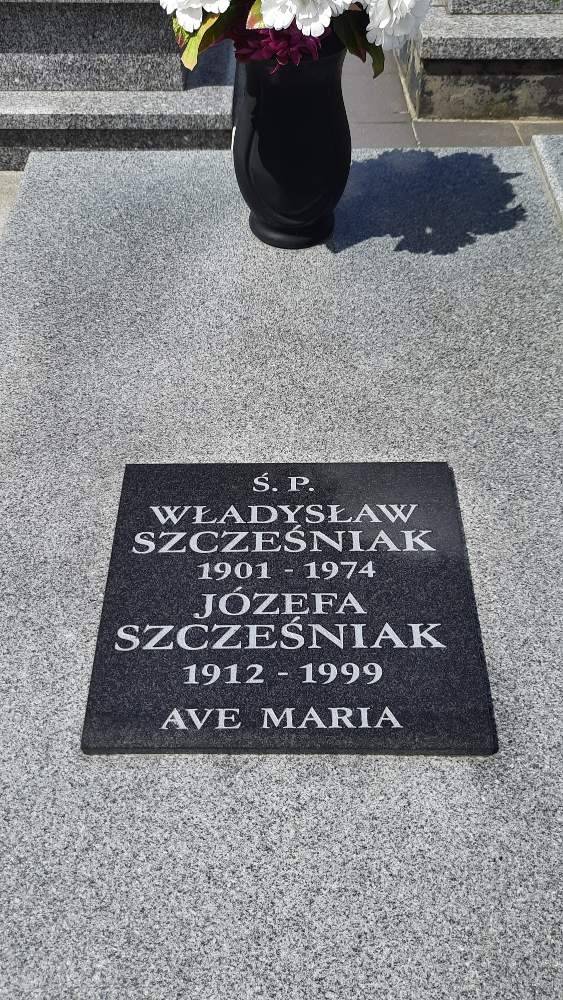 Ś. P.
WŁADYSŁAW
SZCZEŚNIAK
1901 - 1974
JÓZEFA
SZCZEŚNIAK
1912 - 1999
AVE MARIA